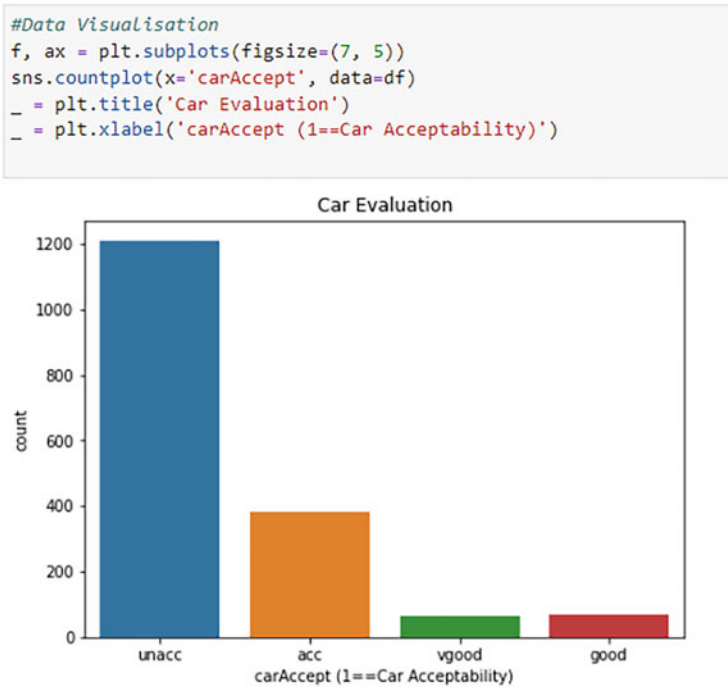 #Data Visualisation
f, ax = plt.subplots(figsize=(7, 5))
sns.countplot(x='carAccept', data=df)
_ = plt.title('Car Evaluation')
_ = plt.xlabel('carAccept (1==Car Acceptability)')
Car Evaluation
1200
1000
800
600
400
200
0
count
unacc acc vgood good
carAccept (1==Car Acceptability)